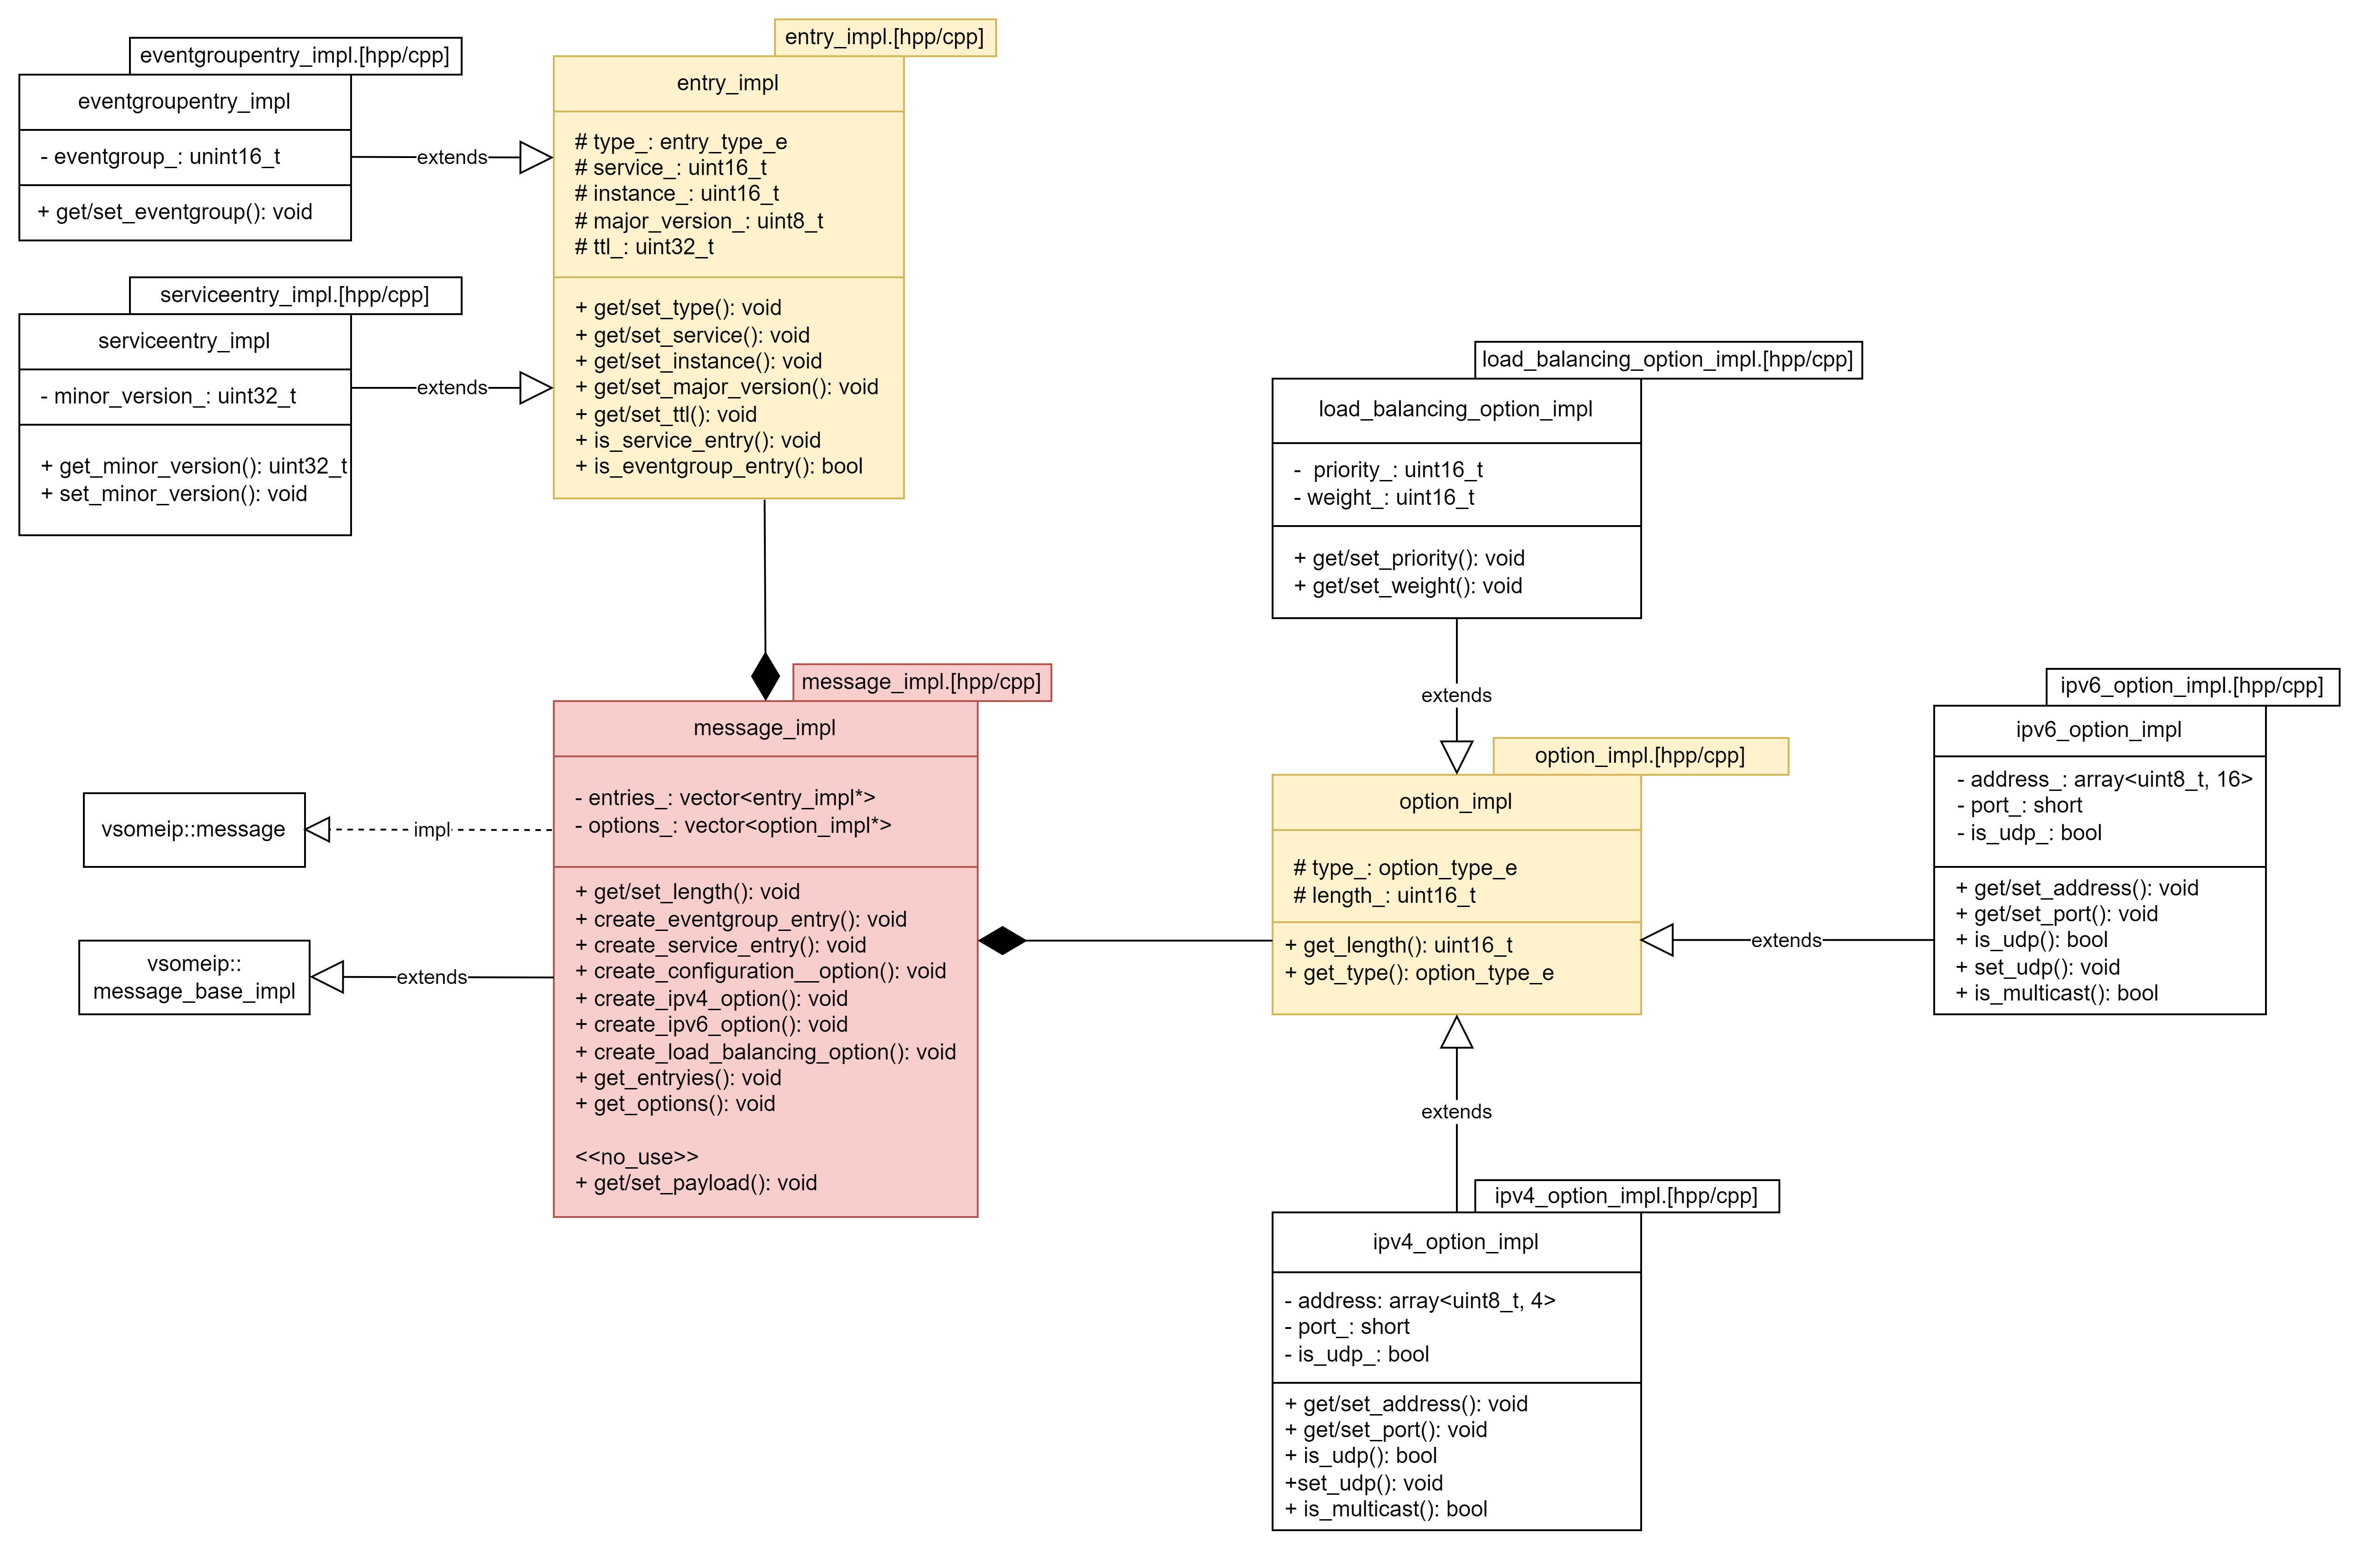 eventgroupentry_impl.[hpp/cpp]
eventgroupentry_impl
- eventgroup_: unint16_t
+ get/set_eventgroup(): void
extends
serviceentry_impl.[hpp/cpp]
serviceentry_impl
- minor_version_: uint32_t
+ get_minor_version(): uint32_t
+ set_minor_version(): void
extends
entry_impl.[hpp/cpp]
entry_impl
# type_: entry_type_e
# service_: uint16_t
# instance_: uint16_t
# major_version_: uint8_t
# ttl_: uint32_t
+ get/set_type(): void
+ get/set_service(): void
+ get/set_instance(): void
+ get/set_major_version(): void
+ get/set_ttl(): void
+ is_service_entry(): void
+ is_eventgroup_entry(): bool
message_impl.[hpp/cpp]
message_impl
- entries_: vector<entry_impl*>
- options_: vector<option_impl*>
+ get/set_length(): void
+ create_eventgroup_entry(): void
+ create_service_entry(): void
+ create_configuration__option(): void
+ create_ipv4_option(): void
+ create_ipv6_option(): void
+ create_load_balancing_option(): void
+ get_entryies(): void
+ get_options(): void
<<no_use>>
+ get/set_payload(): void
vsomeip::message
impl
vsomeip::
message_base_impl
extends
load_balancing_option_impl.[hpp/cpp]
load_balancing_option_impl
-  priority_: uint16_t
- weight_: uint16_t
+ get/set_priority(): void
+ get/set_weight(): void
extends
option_impl.[hpp/cpp]
option_impl
# type_: option_type_e
# length_: uint16_t
+ get_length(): uint16_t
+ get_type(): option_type_e
extends
ipv6_option_impl.[hpp/cpp]
ipv6_option_impl
- address_: array<uint8_t, 16>
- port_: short
- is_udp_: bool
+ get/set_address(): void
+ get/set_port(): void
+ is_udp(): bool
+ set_udp(): void
+ is_multicast(): bool
extends
ipv4_option_impl.[hpp/cpp]
ipv4_option_impl
- address: array<uint8_t, 4>
- port_: short
- is_udp_: bool
+ get/set_address(): void
+ get/set_port(): void
+ is_udp(): bool
+set_udp(): void
+ is_multicast(): bool